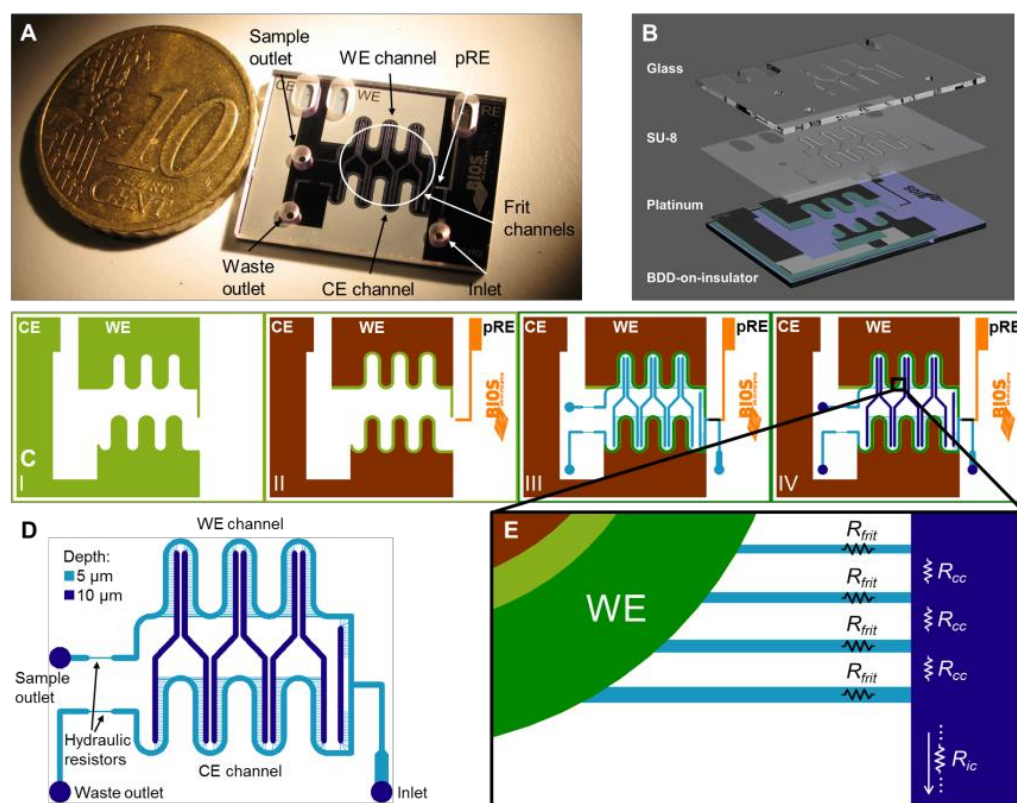 A
Sample outlet
WE channel
pRE
CE
WE
RE
10
CENT
BIOS
Frit channels
Waste outlet
CE channel
Inlet
B
Glass
SU-8
Platinum
BDD-on-insulator
C
CE
WE
I
CE
WE
pRE
BIOS
II
CE
WE
pRE
BIOS
III
CE
WE
pRE
BIOS
IV
D
WE channel
Depth:
5 µm
10 µm
Sample outlet
Hydraulic resistors
CE channel
Waste outlet
Inlet
E
WE
R_frit
R_cc
R_frit
R_cc
R_frit
R_cc
R_frit
R_ic